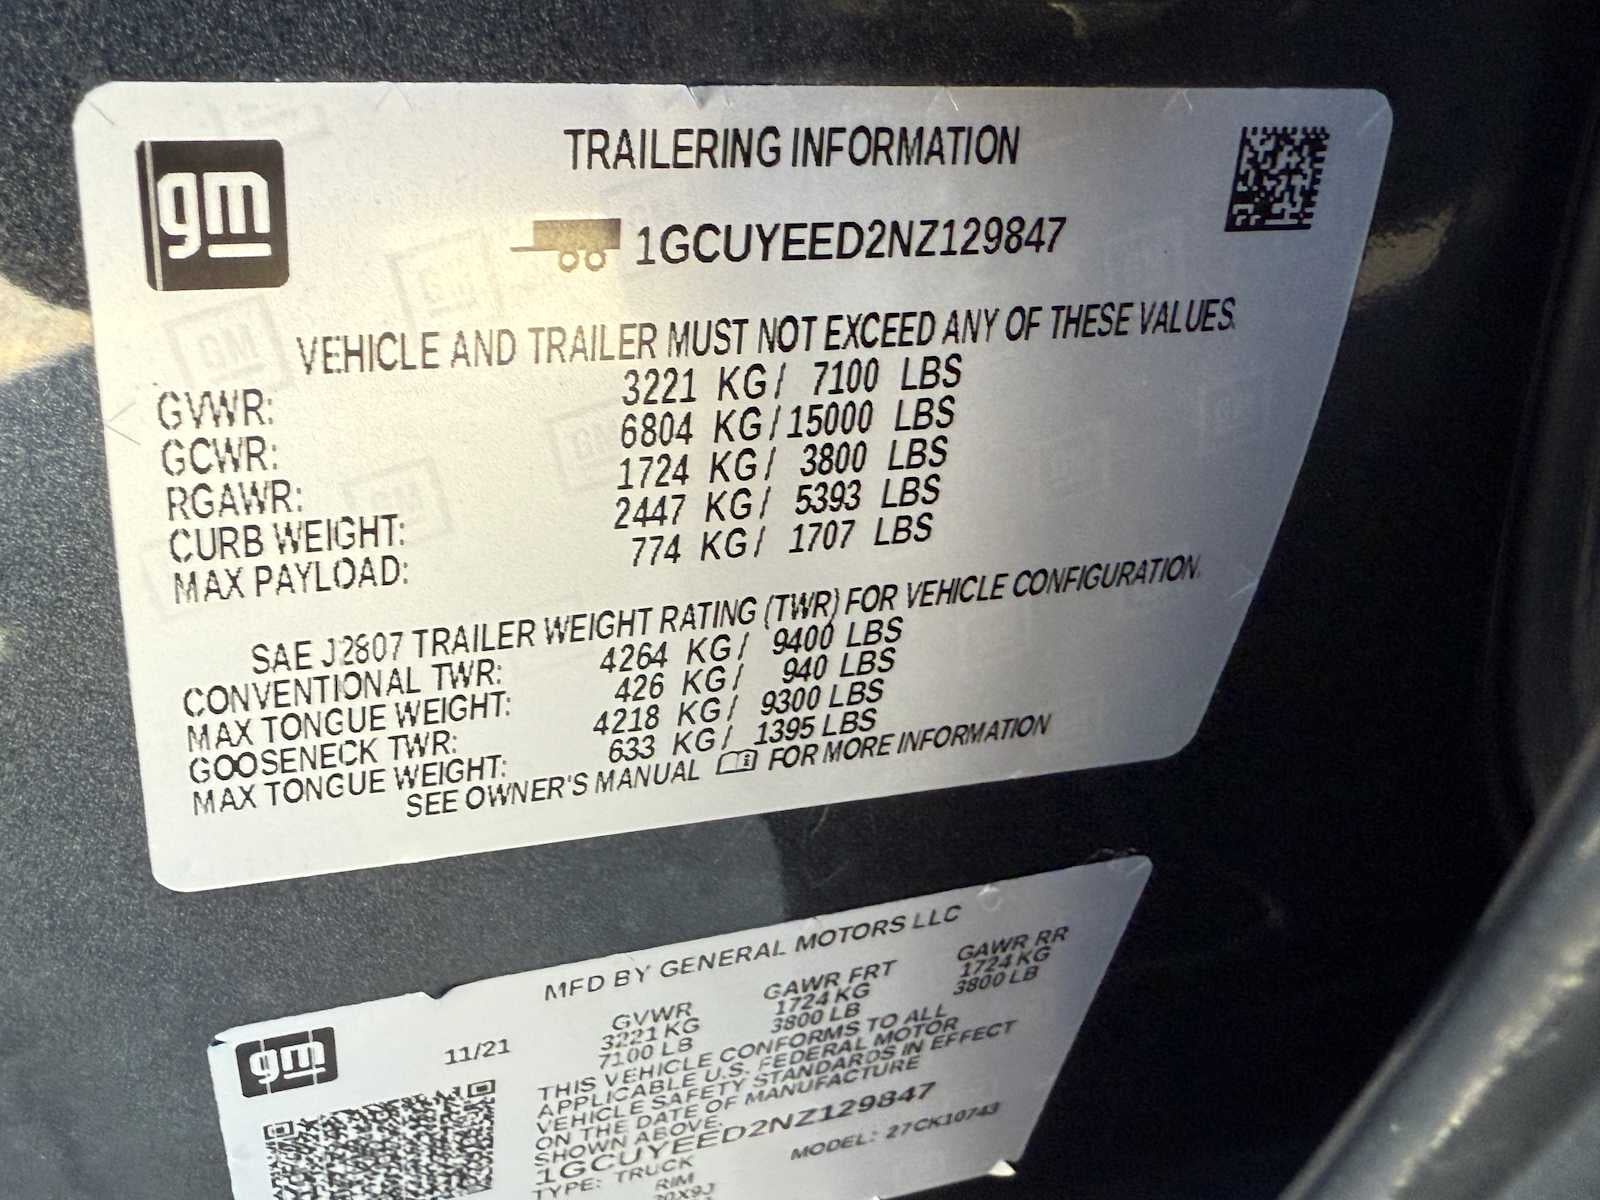 gm
TRAILERING INFORMATION
1GCUYEED2NZ129847
VEHICLE AND TRAILER MUST NOT EXCEED ANY OF THESE VALUES.
GVWR: 3221 KG/ 7100 LBS
GCWR: 6804 KG/15000 LBS
RGAWR: 1724 KG/ 3800 LBS
CURB WEIGHT: 2447 KG/ 5393 LBS
MAX PAYLOAD: 774 KG/ 1707 LBS
SAE J2807 TRAILER WEIGHT RATING (TWR) FOR VEHICLE CONFIGURATION.
CONVENTIONAL TWR: 4264 KG/ 9400 LBS
MAX TONGUE WEIGHT: 426 KG/ 940 LBS
GOOSENECK TWR: 4218 KG/ 9300 LBS
MAX TONGUE WEIGHT: 633 KG/ 1395 LBS
SEE OWNER'S MANUAL FOR MORE INFORMATION
gm
MFD BY GENERAL MOTORS LLC
11/21
GVWR GAWR FRT GAWR RR
3221 KG 1724 KG 1724 KG
7100 LB 3800 LB 3800 LB
THIS VEHICLE CONFORMS TO ALL
APPLICABLE U.S. FEDERAL MOTOR
VEHICLE SAFETY STANDARDS IN EFFECT
ON THE DATE OF MANUFACTURE
SHOWN ABOVE.
1GCUYEED2NZ129847
TYPE: TRUCK MODEL: 27CK10743
RIM
20X9J